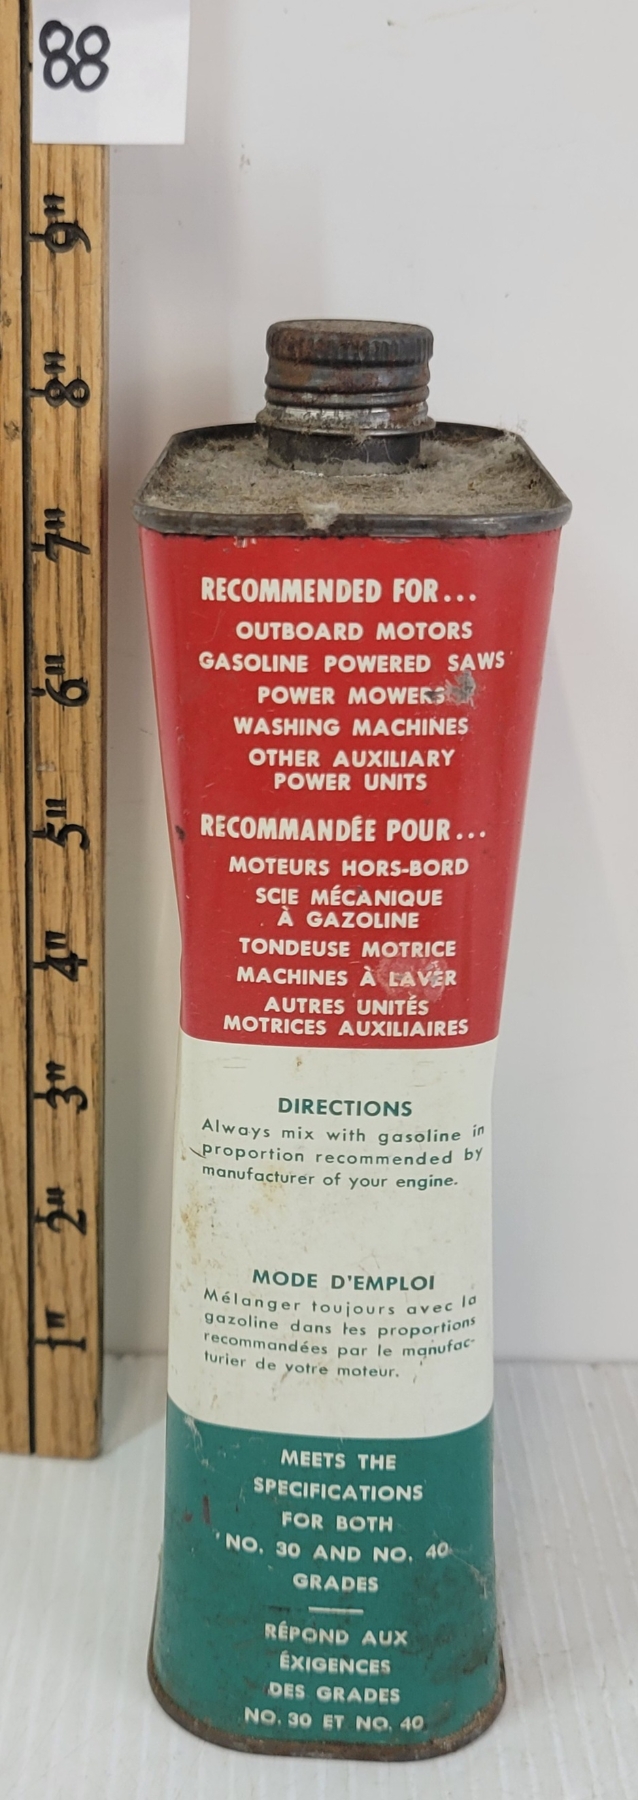 88
9"
8"
7"
6"
5"
4"
3"
2"
1"
RECOMMENDED FOR...
OUTBOARD MOTORS
GASOLINE POWERED SAWS
POWER MOWERS
WASHING MACHINES
OTHER AUXILIARY
POWER UNITS
RECOMMANDÉE POUR...
MOTEURS HORS-BORD
SCIE MÉCANIQUE
À GAZOLINE
TONDEUSE MOTRICE
MACHINES À LAVER
AUTRES UNITÉS
MOTRICES AUXILIAIRES
DIRECTIONS
Always mix with gasoline in
proportion recommended by
manufacturer of your engine.
MODE D'EMPLOI
Mélanger toujours avec la
gazoline dans les proportions
recommandées par le manufac-
turier de votre moteur.
MEETS THE
SPECIFICATIONS
FOR BOTH
NO. 30 AND NO. 40
GRADES
RÉPOND AUX
ÉXIGENCES
DES GRADES
NO. 30 ET NO. 40